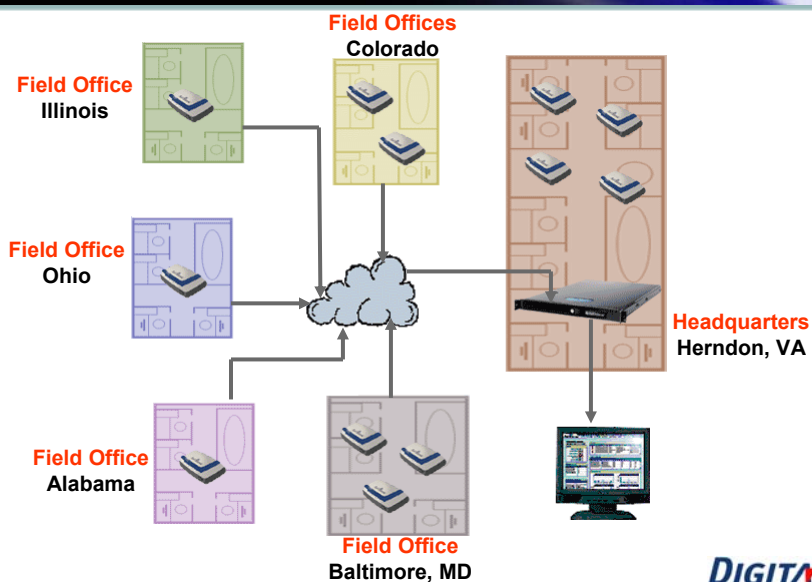 Field Offices
Colorado
Field Office
Illinois
Field Office
Ohio
Headquarters
Herndon, VA
Field Office
Alabama
Field Office
Baltimore, MD